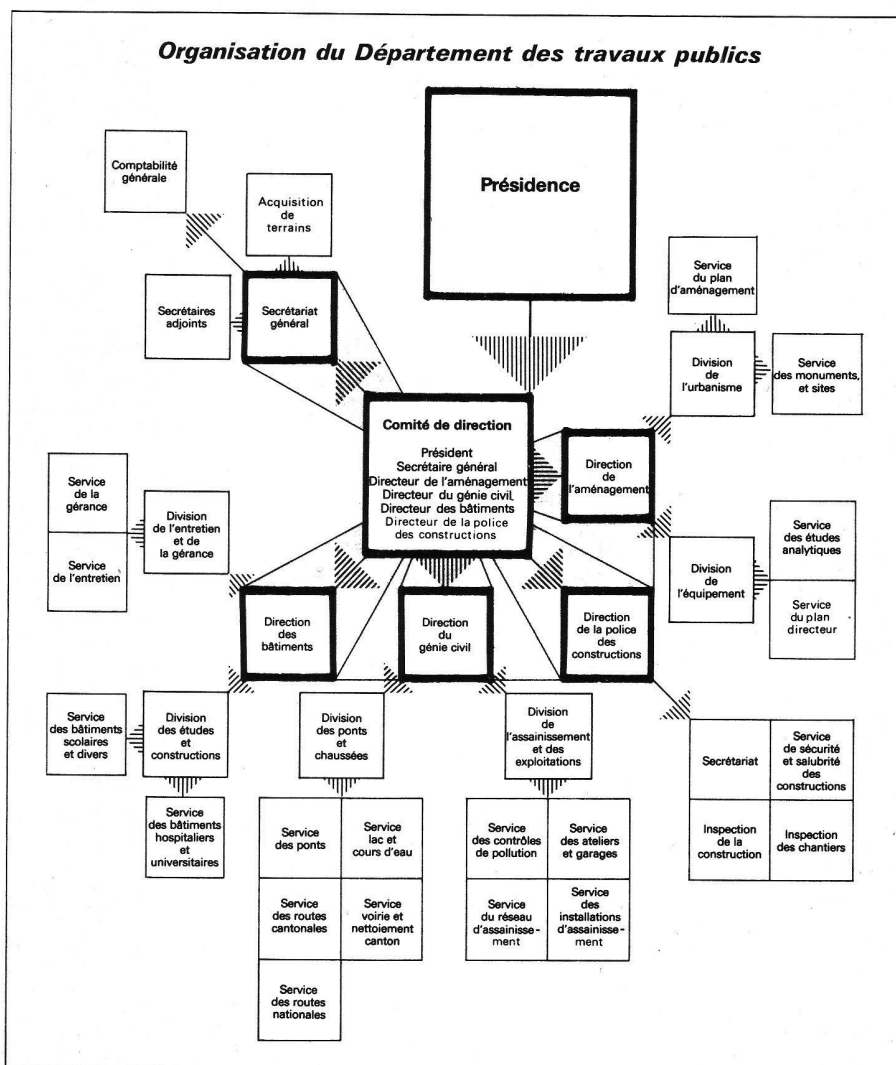 Organisation du Département des travaux publics
Présidence
Comptabilité
générale
Acquisition
de
terrains
Secrétaires
adjoints
Secrétariat
général
Service
du plan
d'aménagement
Division
de
l'urbanisme
Service
des monuments,
et sites
Comité de direction
Président
Secrétaire général
Directeur de l'aménagement
Directeur du génie civil,
Directeur des bâtiments
Directeur de la police
des constructions
Direction
de
l'aménagement
Service
de la
gérance
Service
de l'entretien
Division
de l'entretien
et de
la gérance
Service
des études
analytiques
Division
de
l'équipement
Service
du plan
directeur
Direction
des
bâtiments
Direction
du
génie civil
Direction
de la police
des
constructions
Service
des bâtiments
scolaires
et divers
Division
des études
et
constructions
Division
des ponts
et
chaussées
Division
de
l'assainissement
et des
exploitations
Secrétariat
Service
de sécurité
et salubrité
des
constructions
Inspection
de la
construction
Inspection
des chantiers
Service
des bâtiments
hospitaliers
et
universitaires
Service
des ponts
Service
lac et
cours d'eau
Service
des routes
cantonales
Service
voirie et
nettoiement
canton
Service
des routes
nationales
Service
des contrôles
de pollution
Service
des ateliers
et garages
Service
du réseau
d'assainisse-
ment
Service
des
installations
d'assainisse-
ment